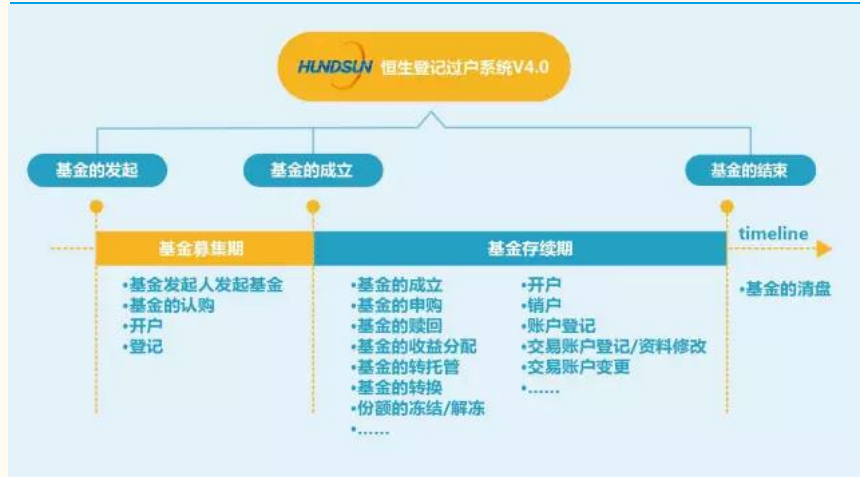 HUNDSUN 恒生登记过户系统V4.0
基金的发起
基金的成立
基金的结束
基金募集期
基金存续期
timeline
•基金发起人发起基金
•基金的认购
•开户
•登记
•基金的成立
•基金的申购
•基金的赎回
•基金的收益分配
•基金的转托管
•基金的转换
•份额的冻结/解冻
•......
•开户
•销户
•账户登记
•交易账户登记/资料修改
•交易账户变更
•......
•基金的清盘